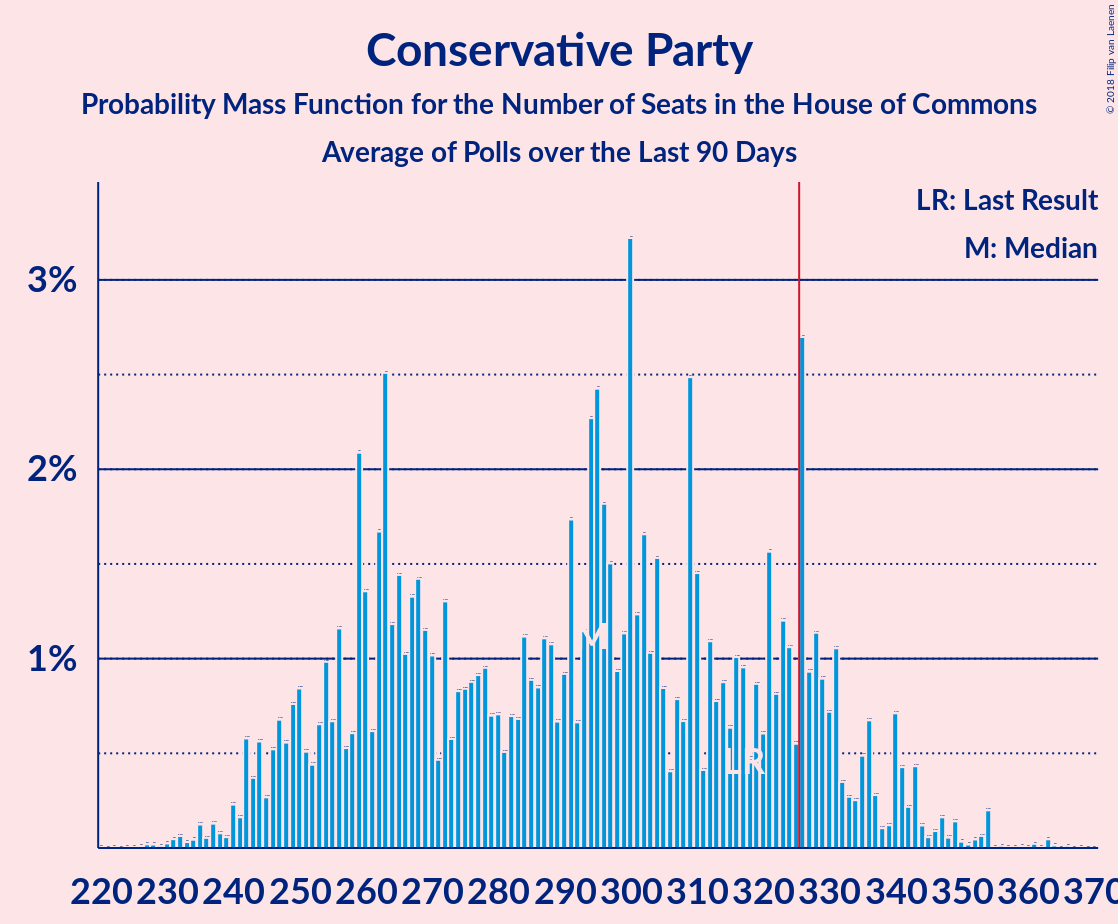 Conservative Party
Probability Mass Function for the Number of Seats in the House of Commons
Average of Polls over the Last 90 Days
© 2018 Filip van Laenen
LR: Last Result
M: Median
3%
2%
1%
M
LR
220 230 240 250 260 270 280 290 300 310 320 330 340 350 360 370